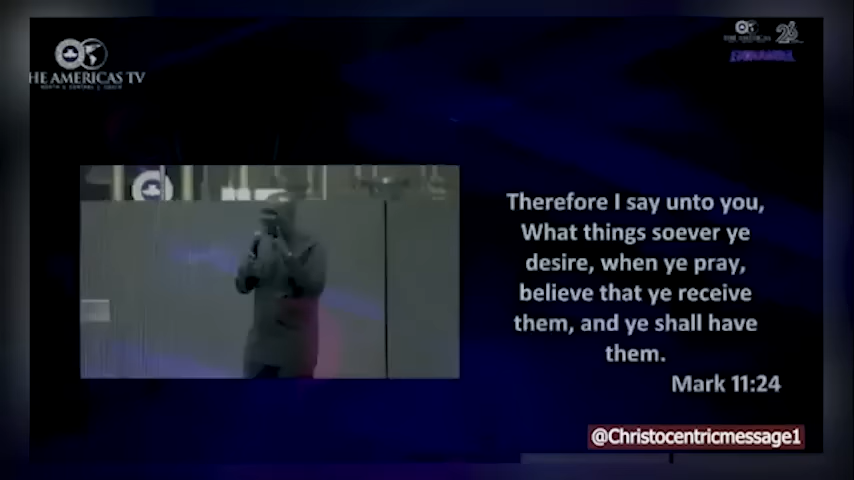 HE AMERICAS TV
26
Therefore I say unto you,
What things soever ye
desire, when ye pray,
believe that ye receive
them, and ye shall have
them.
Mark 11:24
@Christocentricmessage1